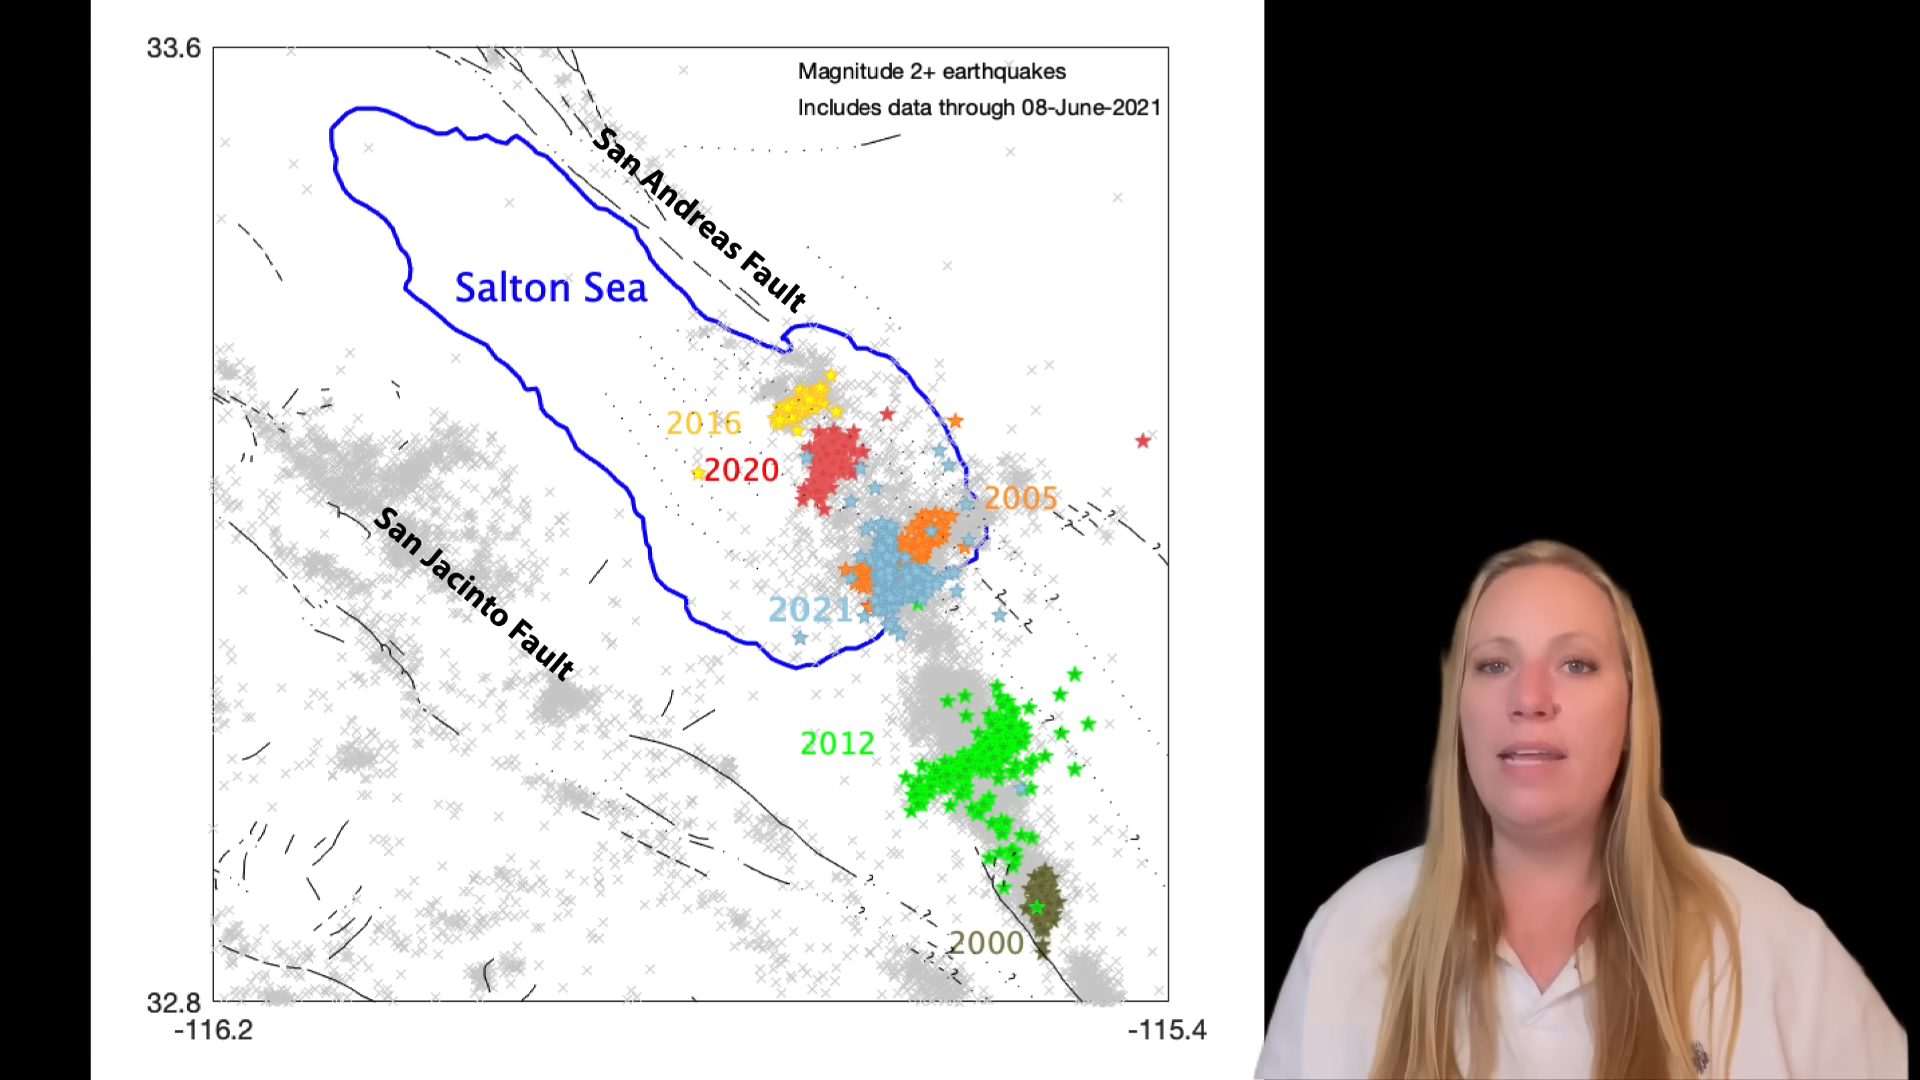 33.6
Magnitude 2+ earthquakes
Includes data through 08-June-2021
San Andreas Fault
Salton Sea
2016
2020
2005
San Jacinto Fault
2021
2012
2000
32.8
-116.2
-115.4